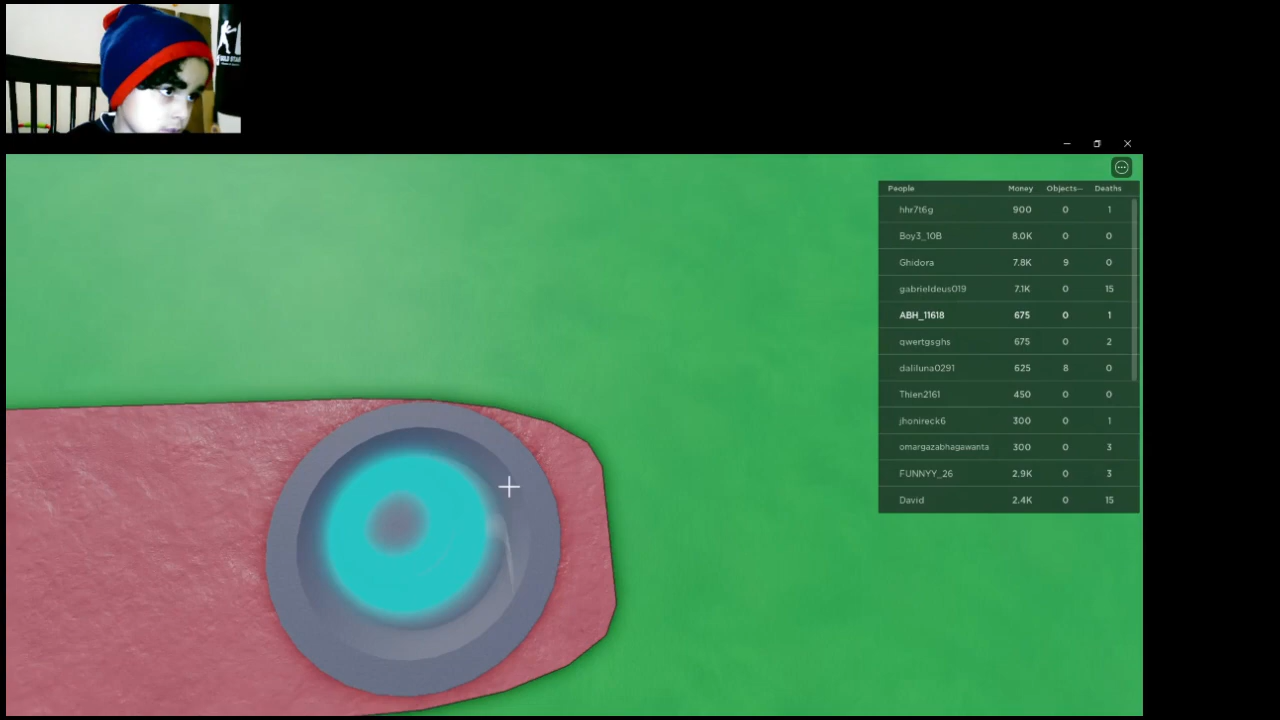 People Money Objects— Deaths
hhr7t6g 900 0 1
Boy3_10B 8.0K 0 0
Ghidora 7.8K 9 0
gabrieldeus019 7.1K 0 15
ABH_11618 675 0 1
qwertgsghs 675 0 2
daliluna0291 625 8 0
Thien2161 450 0 0
jhonireck6 300 0 1
omargazabhagawanta 300 0 3
FUNNYY_26 2.9K 0 3
David 2.4K 0 15